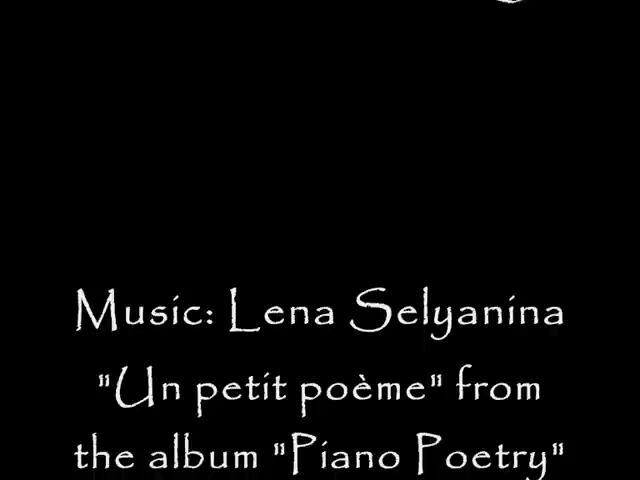 Music: Lena Selyanina
"Un petit poème" from
the album "Piano Poetry"